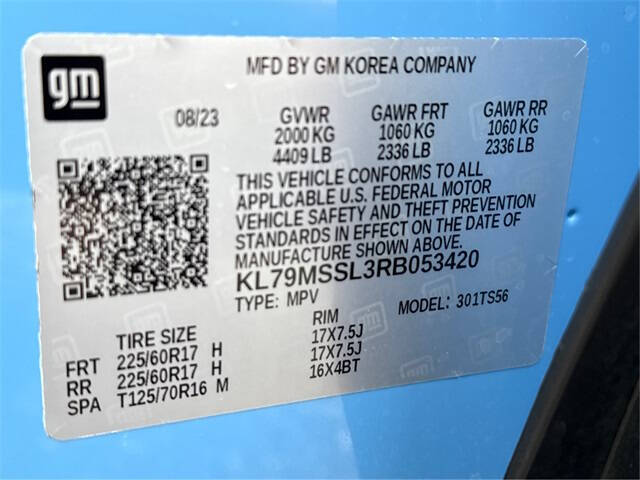 gm
MFD BY GM KOREA COMPANY
08/23 GVWR GAWR FRT GAWR RR
2000 KG 1060 KG 1060 KG
4409 LB 2336 LB 2336 LB
THIS VEHICLE CONFORMS TO ALL
APPLICABLE U.S. FEDERAL MOTOR
VEHICLE SAFETY AND THEFT PREVENTION
STANDARDS IN EFFECT ON THE DATE OF
MANUFACTURE SHOWN ABOVE.
KL79MSSL3RB053420
TYPE: MPV MODEL: 301TS56
TIRE SIZE RIM
FRT 225/60R17 H 17X7.5J
RR 225/60R17 H 17X7.5J
SPA T125/70R16 M 16X4BT